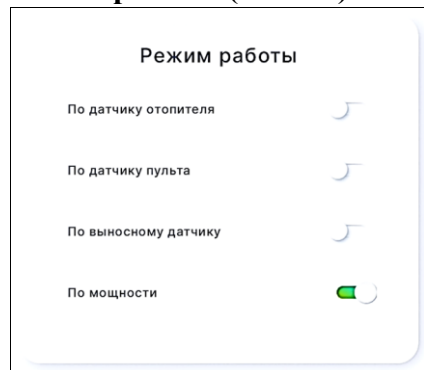 Режим работы
По датчику отопителя
По датчику пульта
По выносному датчику
По мощности